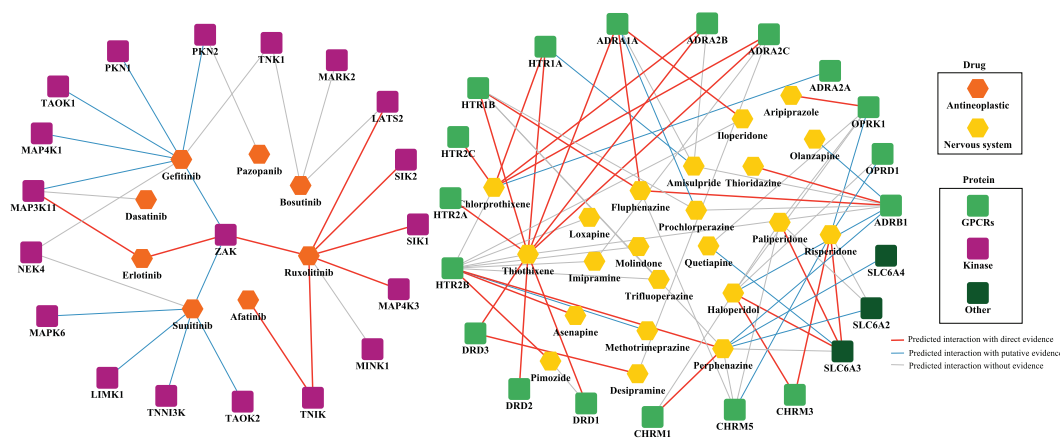 PKN1
PKN2
TNK1
MARK2
TAOK1
LATS2
MAP4K1
Gefitinib
Pazopanib
Bosutinib
SIK2
MAP3K11
Dasatinib
ZAK
SIK1
NEK4
Erlotinib
Ruxolitinib
MAP4K3
Sunitinib
Afatinib
MAPK6
MINK1
LIMK1
TNNI3K
TAOK2
TNIK
ADRA1A
ADRA2B
ADRA2C
HTR1A
ADRA2A
HTR1B
Aripiprazole
Iloperidone
OPRK1
HTR2C
Olanzapine
OPRD1
Amisulpride
Thioridazine
Chlorprothixene
Fluphenazine
HTR2A
Prochlorperazine
ADRB1
Loxapine
Paliperidone
Risperidone
Thiothixene
Molindone
Quetiapine
SLC6A4
HTR2B
Imipramine
Trifluoperazine
Haloperidol
SLC6A2
Asenapine
Methotrimeprazine
DRD3
Perphenazine
SLC6A3
Pimozide
Desipramine
DRD2
DRD1
CHRM1
CHRM5
CHRM3
Drug
Antineoplastic
Nervous system
Protein
GPCRs
Kinase
Other
Predicted interaction with direct evidence
Predicted interaction with putative evidence
Predicted interaction without evidence